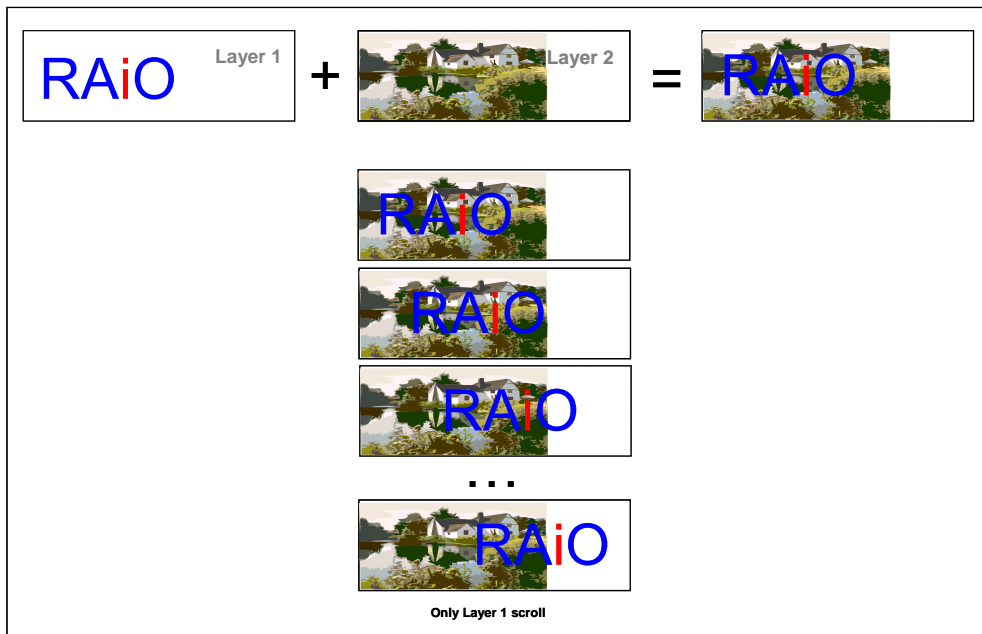 RAiO Layer 1 + Layer 2 = RAiO
RAiO
RAiO
RAiO
...
RAiO
Only Layer 1 scroll